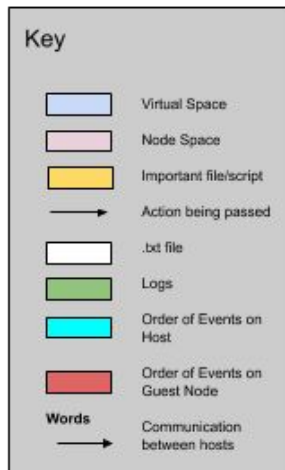 Key
Virtual Space
Node Space
Important file/script
Action being passed
.txt file
Logs
Order of Events on
Host
Order of Events on
Guest Node
Words
Communication
between hosts